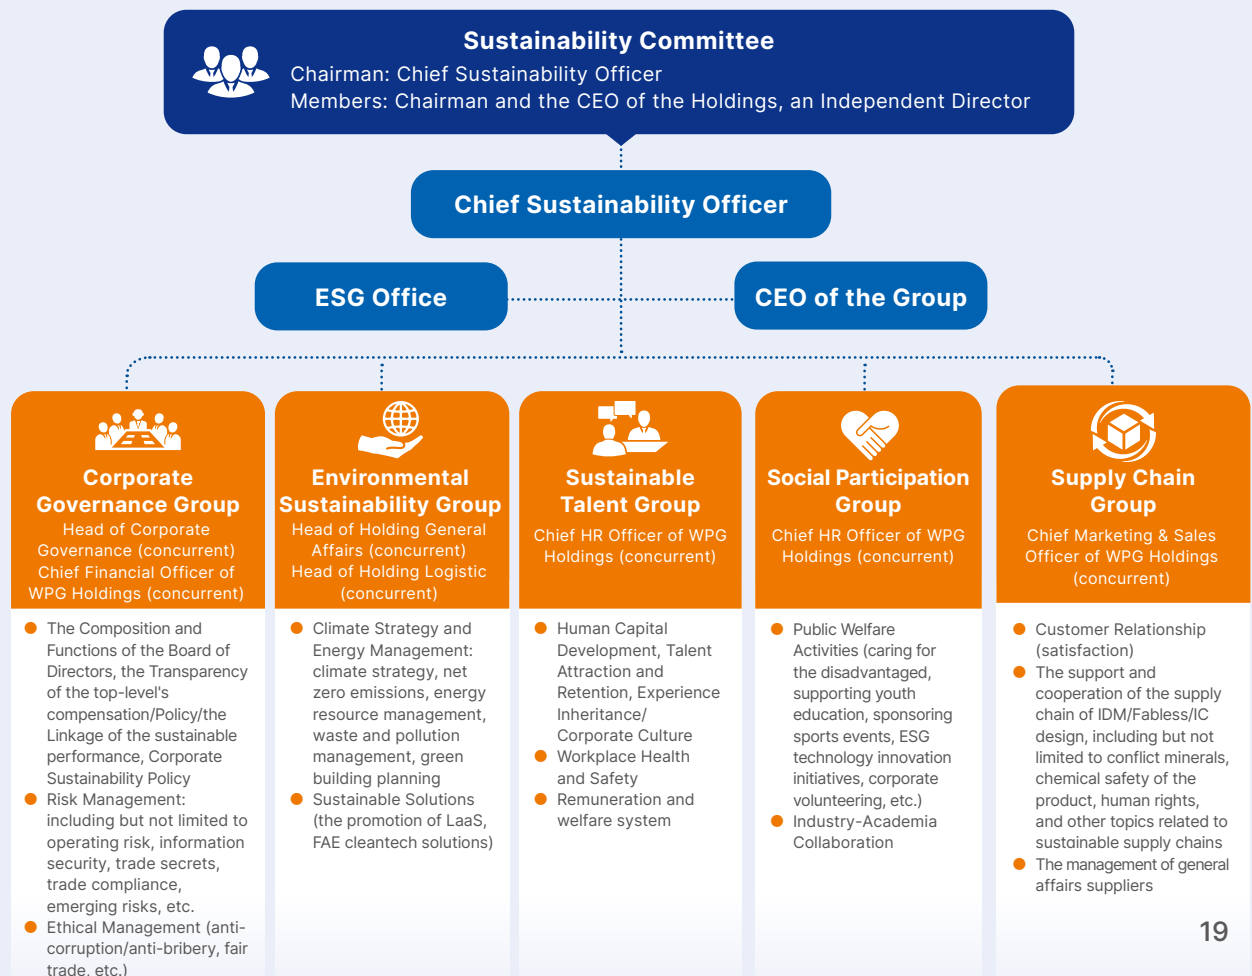 Sustainability Committee
Chairman: Chief Sustainability Officer
Members: Chairman and the CEO of the Holdings, an Independent Director
Chief Sustainability Officer
ESG Office
CEO of the Group
Corporate
Governance Group
Head of Corporate
Governance (concurrent)
Chief Financial Officer of
WPG Holdings (concurrent)
The Composition and
Functions of the Board of
Directors, the Transparency
of the top-level's
compensation/Policy/the
Linkage of the sustainable
performance, Corporate
Sustainability Policy
Risk Management:
including but not limited to
operating risk, information
security, trade secrets,
trade compliance,
emerging risks, etc.
Ethical Management (anti-
corruption/anti-bribery, fair
trade, etc.)
Environmental
Sustainability Group
Head of Holding General
Affairs (concurrent)
Head of Holding Logistic
(concurrent)
Climate Strategy and
Energy Management:
climate strategy, net
zero emissions, energy
resource management,
waste and pollution
management, green
building planning
Sustainable Solutions
(the promotion of LaaS,
FAE cleantech solutions)
Sustainable
Talent Group
Chief HR Officer of WPG
Holdings (concurrent)
Human Capital
Development, Talent
Attraction and
Retention, Experience
Inheritance/
Corporate Culture
Workplace Health
and Safety
Remuneration and
welfare system
Social Participation
Group
Chief HR Officer of WPG
Holdings (concurrent)
Public Welfare
Activities (caring for
the disadvantaged,
supporting youth
education, sponsoring
sports events, ESG
technology innovation
initiatives, corporate
volunteering, etc.)
Industry-Academia
Collaboration
Supply Chain
Group
Chief Marketing & Sales
Officer of WPG Holdings
(concurrent)
Customer Relationship
(satisfaction)
The support and
cooperation of the supply
chain of IDM/Fabless/IC
design, including but not
limited to conflict minerals,
chemical safety of the
product, human rights,
and other topics related to
sustainable supply chains
The management of general
affairs suppliers
19